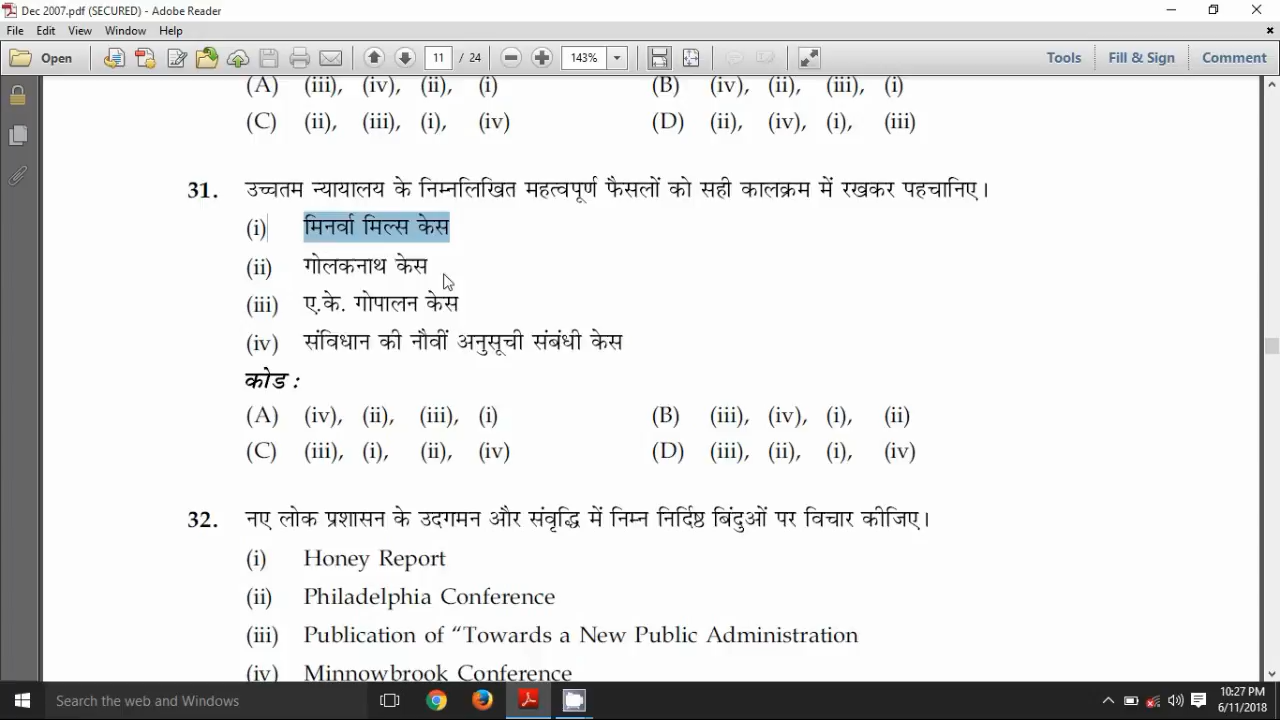 Dec 2007.pdf (SECURED) - Adobe Reader
File Edit View Window Help
Open 11 / 24 143% Tools Fill & Sign Comment
(A) (iii), (iv), (ii), (i) (B) (iv), (ii), (iii), (i)
(C) (ii), (iii), (i), (iv) (D) (ii), (iv), (i), (iii)
31. उच्चतम न्यायालय के निम्नलिखित महत्वपूर्ण फैसलों को सही कालक्रम में रखकर पहचानिए।
(i) मिनर्वा मिल्स केस
(ii) गोलकनाथ केस
(iii) ए.के. गोपालन केस
(iv) संविधान की नौवीं अनुसूची संबंधी केस
कोड :
(A) (iv), (ii), (iii), (i) (B) (iii), (iv), (i), (ii)
(C) (iii), (i), (ii), (iv) (D) (iii), (ii), (i), (iv)
32. नए लोक प्रशासन के उदगमन और संवृद्धि में निम्न निर्दिष्ठ बिंदुओं पर विचार कीजिए।
(i) Honey Report
(ii) Philadelphia Conference
(iii) Publication of “Towards a New Public Administration
(iv) Minnowbrook Conference
Search the web and Windows
10:27 PM
6/11/2018